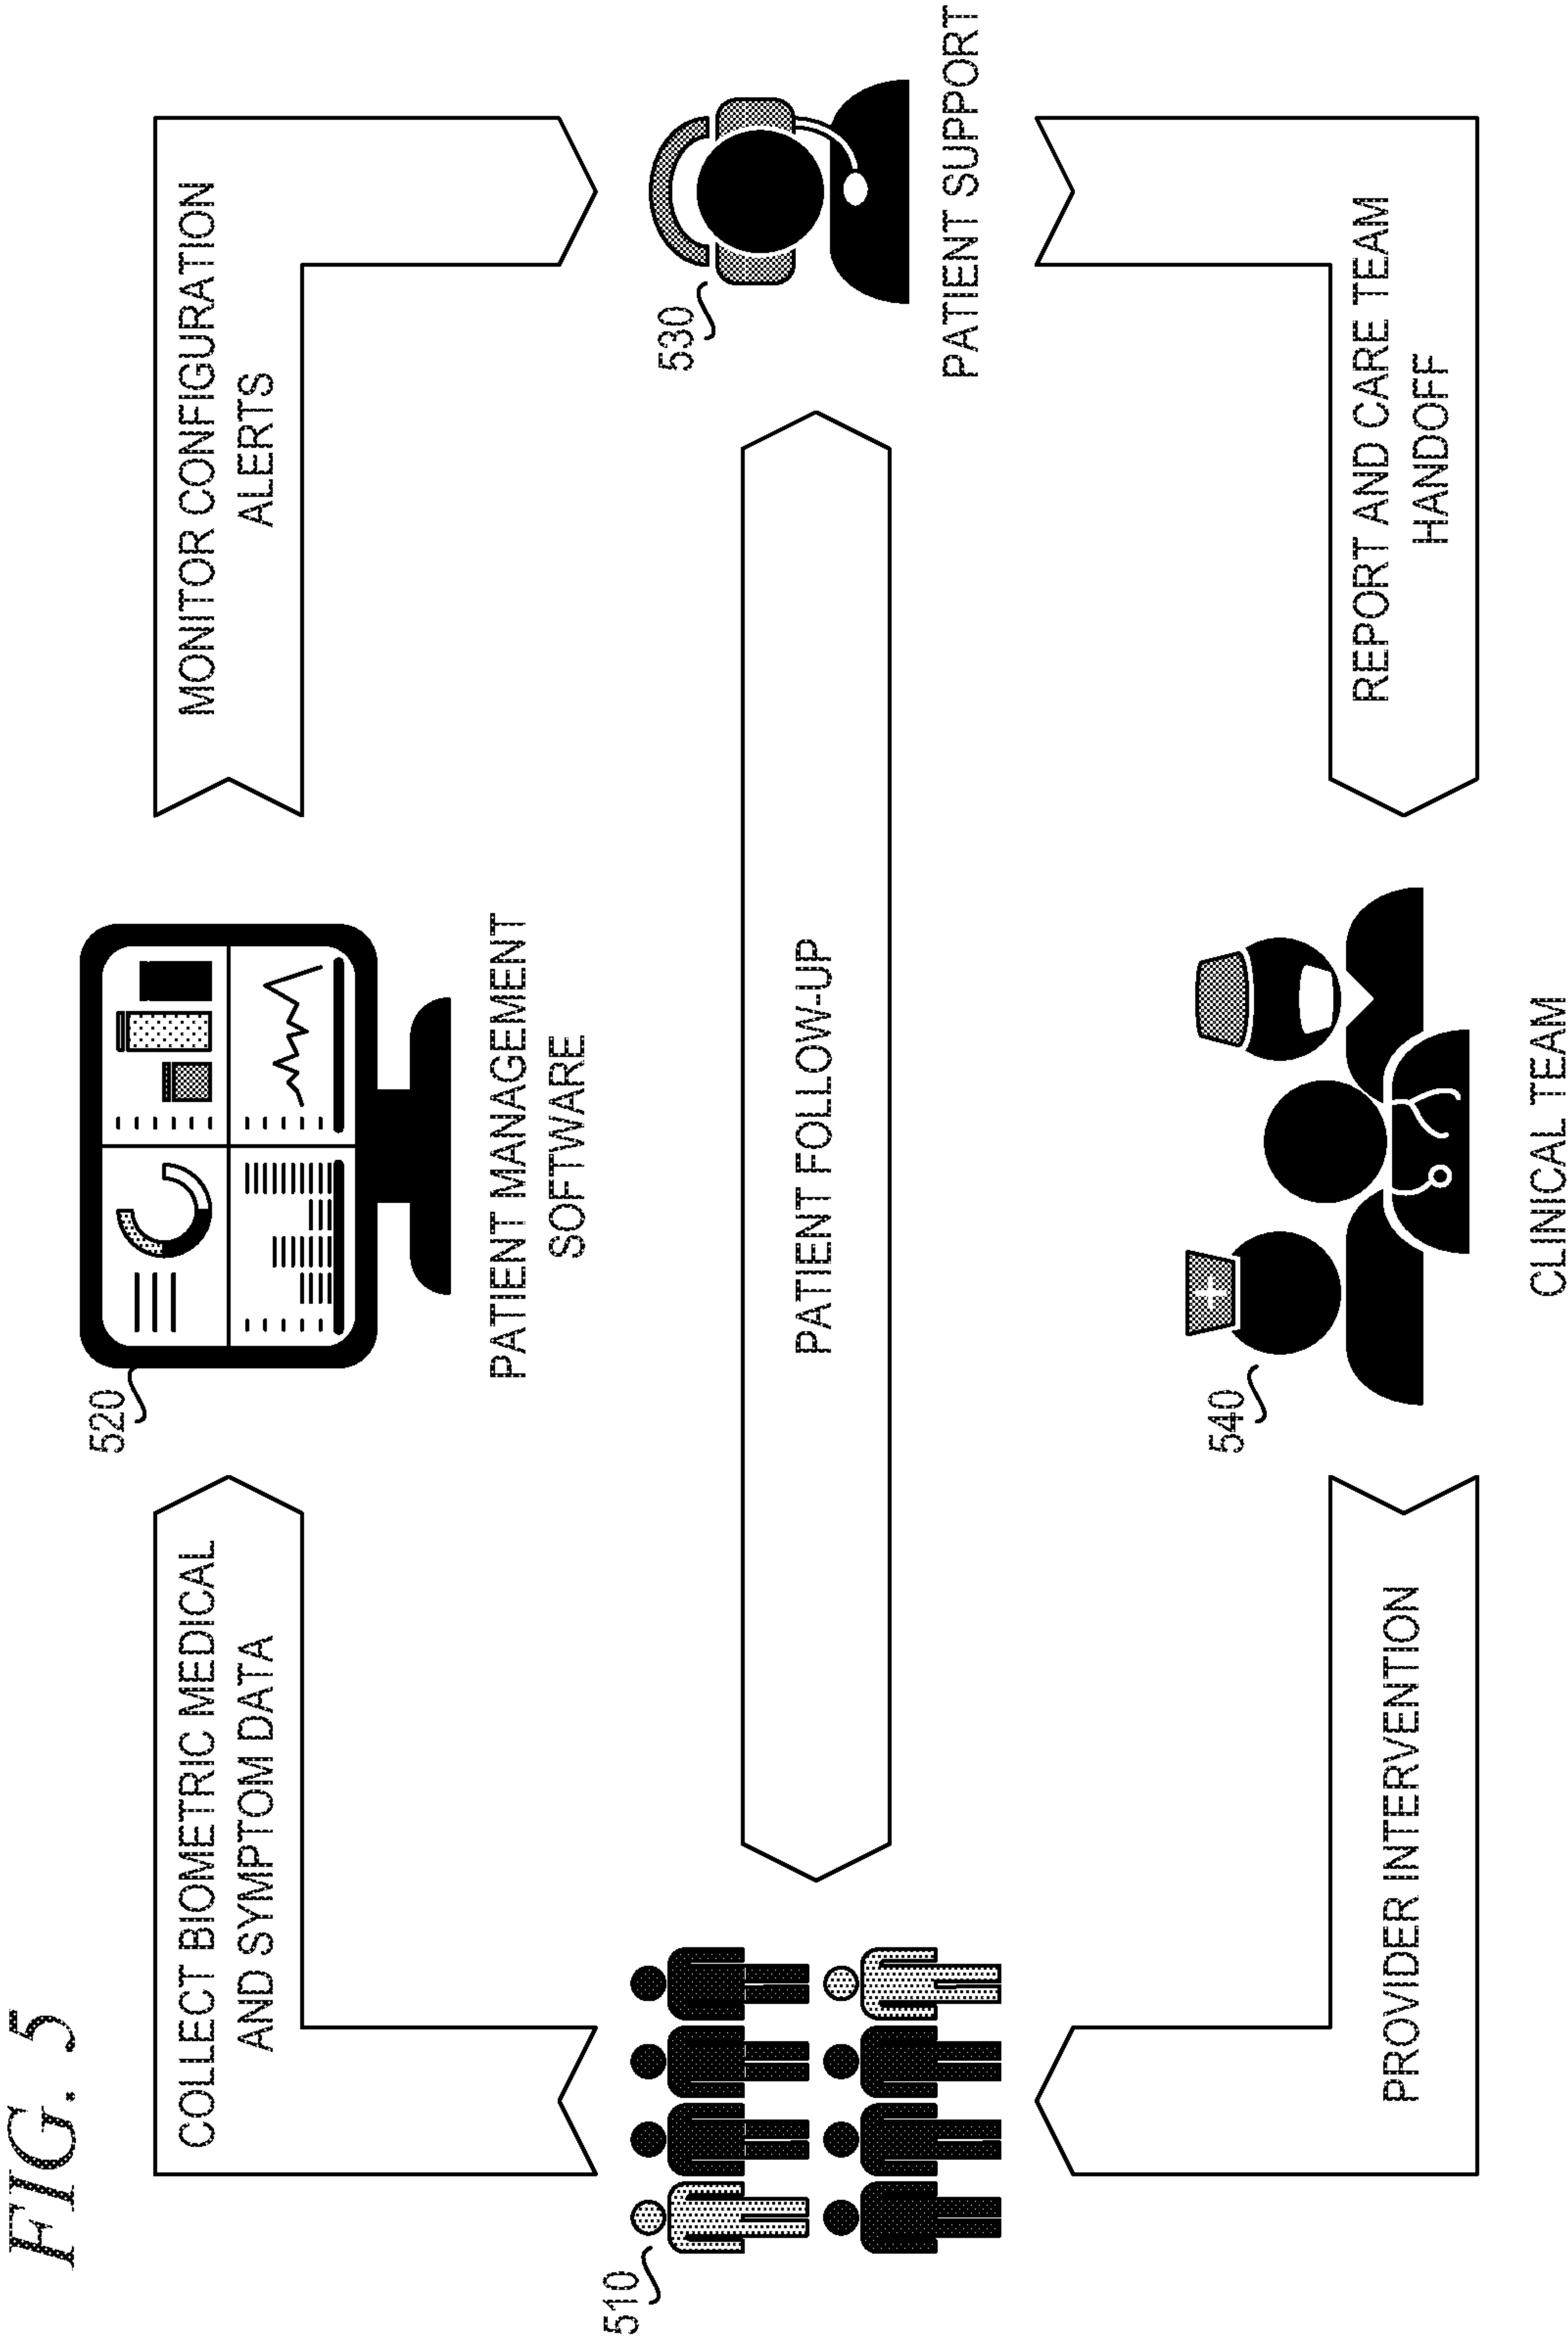 FIG. 5
COLLECT BIOMETRIC MEDICAL
AND SYMPTOM DATA
520
PATIENT MANAGEMENT
SOFTWARE
MONITOR CONFIGURATION
ALERTS
510
PATIENT FOLLOW-UP
530
PATIENT SUPPORT
PROVIDER INTERVENTION
540
CLINICAL TEAM
REPORT AND CARE TEAM
HANDOFF